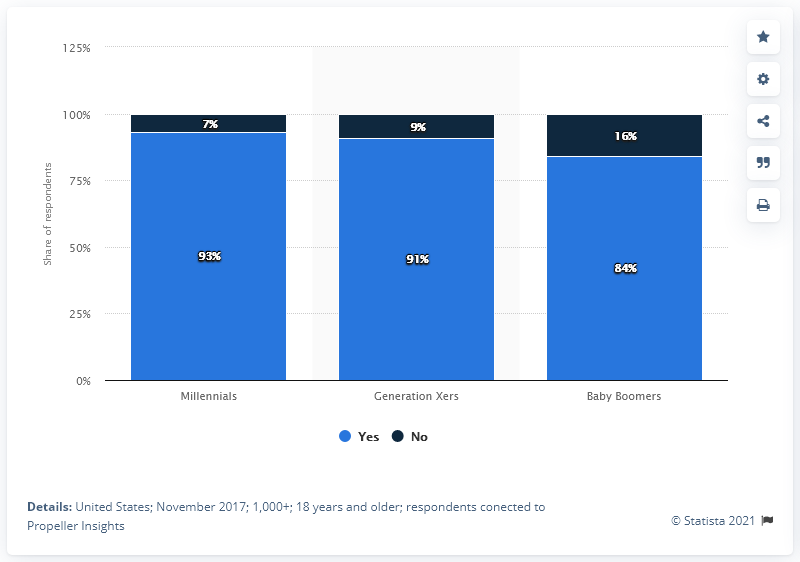 125%
100%
75%
50%
25%
0%
Share of respondents
7%
9%
16%
93%
91%
84%
Millennials
Generation Xers
Baby Boomers
Yes
No
Details: United States; November 2017; 1,000+; 18 years and older; respondents conected to
Propeller Insights
© Statista 2021